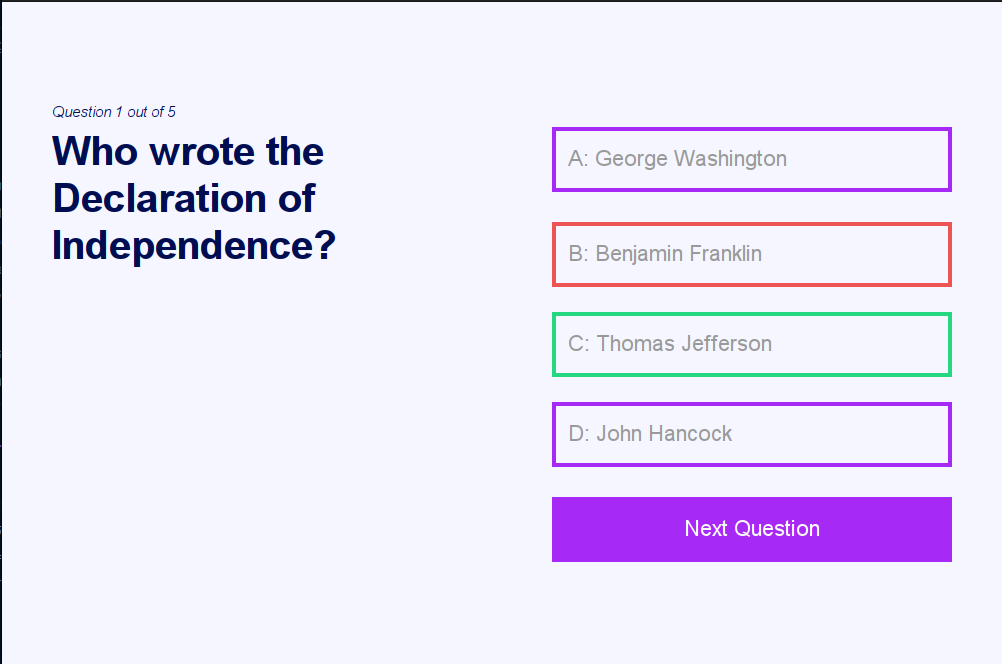 Question 1 out of 5
Who wrote the
Declaration of
Independence?
A: George Washington
B: Benjamin Franklin
C: Thomas Jefferson
D: John Hancock
Next Question